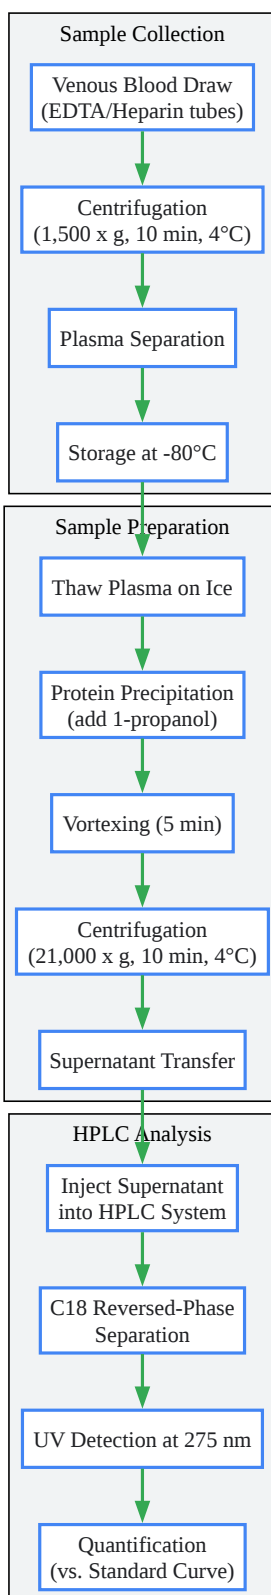 Sample Collection
Venous Blood Draw
(EDTA/Heparin tubes)
Centrifugation
(1,500 x g, 10 min, 4°C)
Plasma Separation
Storage at -80°C
Sample Preparation
Thaw Plasma on Ice
Protein Precipitation
(add 1-propanol)
Vortexing (5 min)
Centrifugation
(21,000 x g, 10 min, 4°C)
Supernatant Transfer
HPLC Analysis
Inject Supernatant
into HPLC System
C18 Reversed-Phase
Separation
UV Detection at 275 nm
Quantification
(vs. Standard Curve)